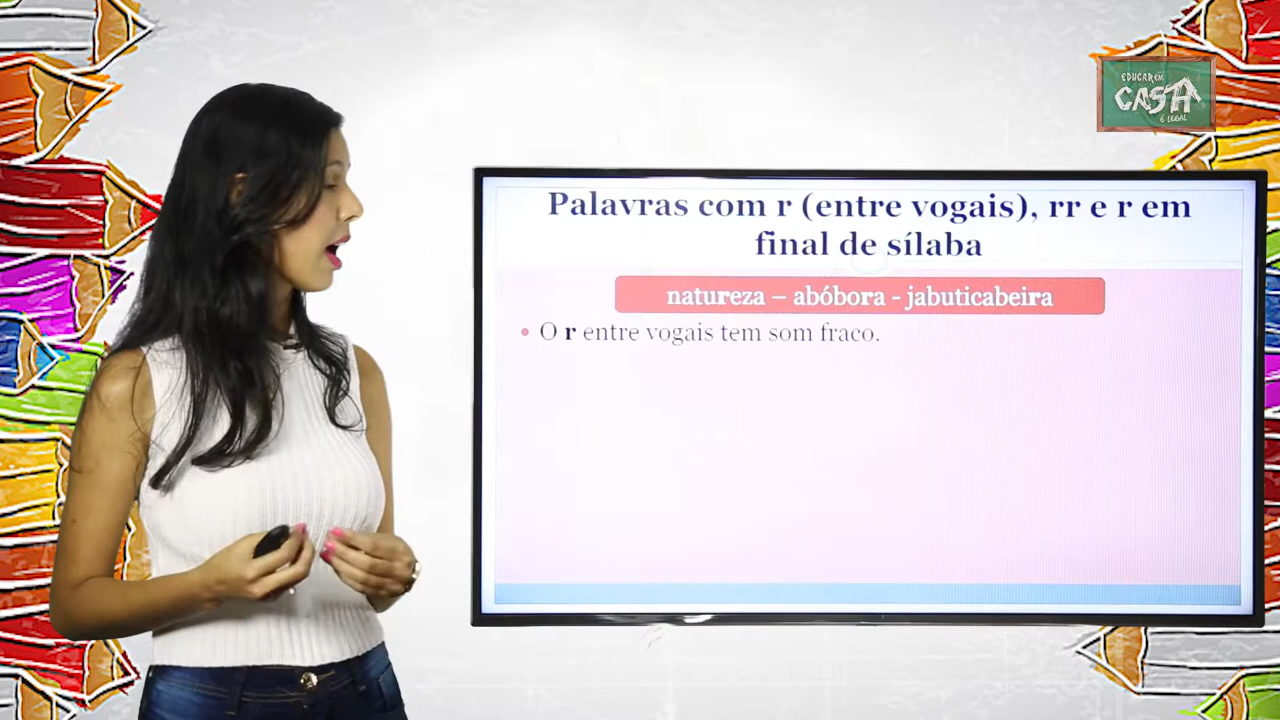 EDUCAR EM
CASA
É LEGAL
Palavras com r (entre vogais), rr e r em
final de sílaba
natureza – abóbora - jabuticabeira
• O r entre vogais tem som fraco.